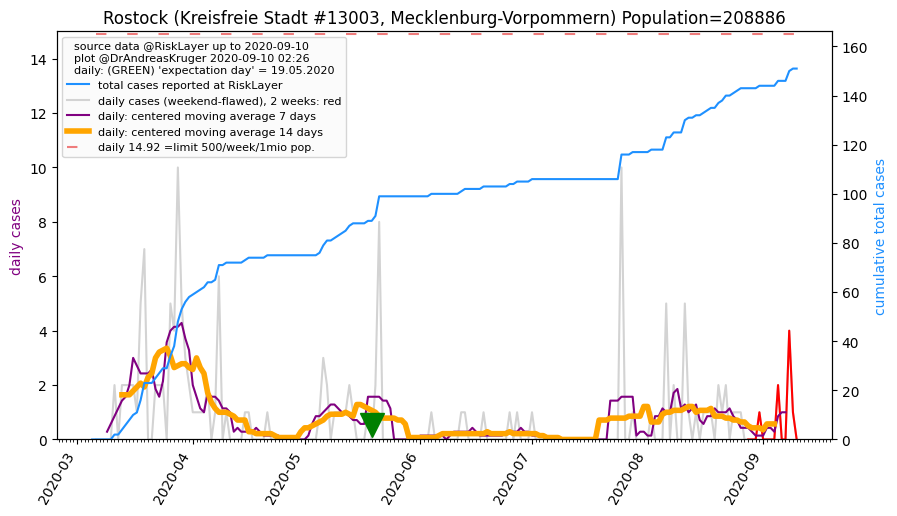 Rostock (Kreisfreie Stadt #13003, Mecklenburg-Vorpommern) Population=208886
source data @RiskLayer up to 2020-09-10
plot @DrAndreasKruger 2020-09-10 02:26
daily: (GREEN) 'expectation day' = 19.05.2020
total cases reported at RiskLayer
daily cases (weekend-flawed), 2 weeks: red
daily: centered moving average 7 days
daily: centered moving average 14 days
daily 14.92 =limit 500/week/1mio pop.
daily cases
14
12
10
8
6
4
2
0
160
140
120
100
80
60
40
20
0
cumulative total cases
2020-03
2020-04
2020-05
2020-06
2020-07
2020-08
2020-09